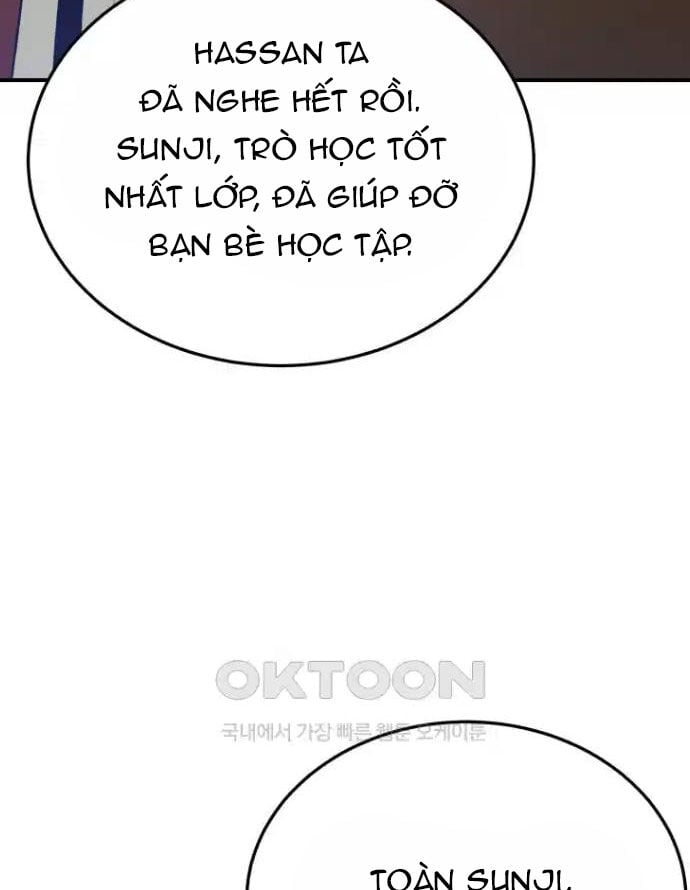 HASSAN TA
ĐÃ NGHE HẾT RỒI.
SUNJI, TRÒ HỌC TỐT
NHẤT LỚP, ĐÃ GIÚP ĐỠ
BẠN BÈ HỌC TẬP.
OKTOON
국내에서 가장 빠른 웹툰 오케이툰
TOÀN SUNJI,